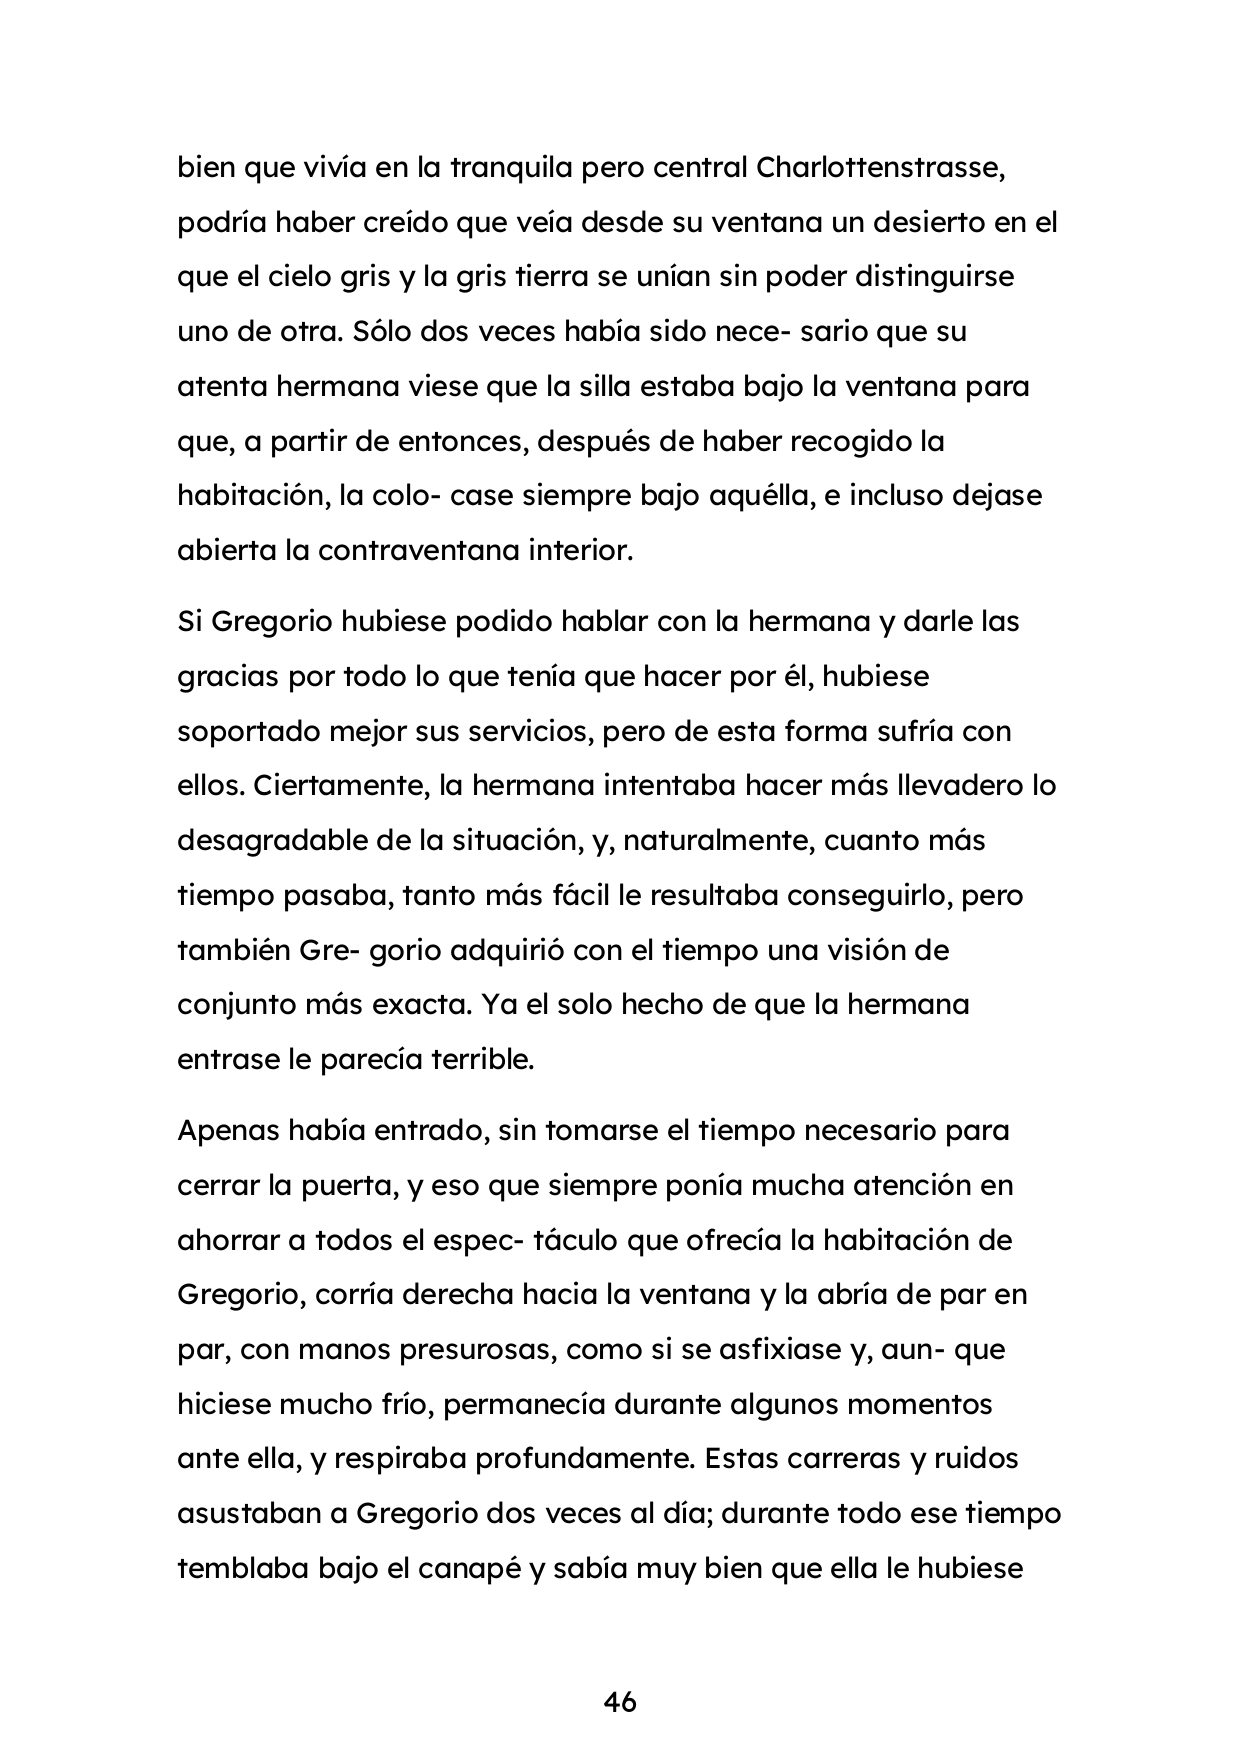 bien que vivía en la tranquila pero central Charlottenstrasse,
podría haber creído que veía desde su ventana un desierto en el
que el cielo gris y la gris tierra se unían sin poder distinguirse
uno de otra. Sólo dos veces había sido nece- sario que su
atenta hermana viese que la silla estaba bajo la ventana para
que, a partir de entonces, después de haber recogido la
habitación, la colo- case siempre bajo aquélla, e incluso dejase
abierta la contraventana interior.
Si Gregorio hubiese podido hablar con la hermana y darle las
gracias por todo lo que tenía que hacer por él, hubiese
soportado mejor sus servicios, pero de esta forma sufría con
ellos. Ciertamente, la hermana intentaba hacer más llevadero lo
desagradable de la situación, y, naturalmente, cuanto más
tiempo pasaba, tanto más fácil le resultaba conseguirlo, pero
también Gre- gorio adquirió con el tiempo una visión de
conjunto más exacta. Ya el solo hecho de que la hermana
entrase le parecía terrible.
Apenas había entrado, sin tomarse el tiempo necesario para
cerrar la puerta, y eso que siempre ponía mucha atención en
ahorrar a todos el espec- táculo que ofrecía la habitación de
Gregorio, corría derecha hacia la ventana y la abría de par en
par, con manos presurosas, como si se asfixiase y, aun- que
hiciese mucho frío, permanecía durante algunos momentos
ante ella, y respiraba profundamente. Estas carreras y ruidos
asustaban a Gregorio dos veces al día; durante todo ese tiempo
temblaba bajo el canapé y sabía muy bien que ella le hubiese
46